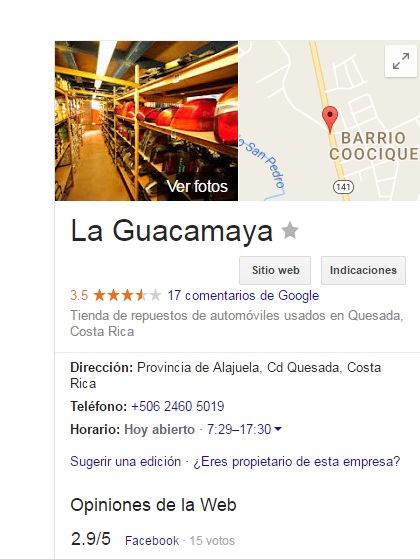 Ver fotos
o-San Pedro
BARRIO
COOCIQUE
141
La Guacamaya
Sitio web
Indicaciones
3.5 17 comentarios de Google
Tienda de repuestos de automóviles usados en Quesada,
Costa Rica
Dirección: Provincia de Alajuela, Cd Quesada, Costa
Rica
Teléfono: +506 2460 5019
Horario: Hoy abierto · 7:29–17:30
Sugerir una edición · ¿Eres propietario de esta empresa?
Opiniones de la Web
2.9/5 Facebook · 15 votos